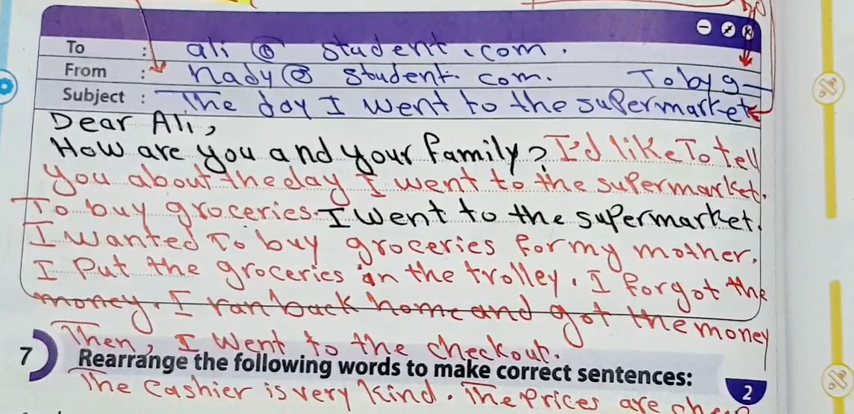 To : ali @ student.com.
From : hady @ student.com. To by g
Subject : The day I went to the supermarket
Dear Ali,
How are you and your family? I'd like To tell
you about the day I went to the supermarket.
To buy groceries. I went to the supermarket.
I wanted To buy groceries for my mother.
I put the groceries in the trolley. I forgot the
money. I ran back home and got the money
Then, I went to the checkout.
7 Rearrange the following words to make correct sentences:
2
The cashier is very kind. The prices are